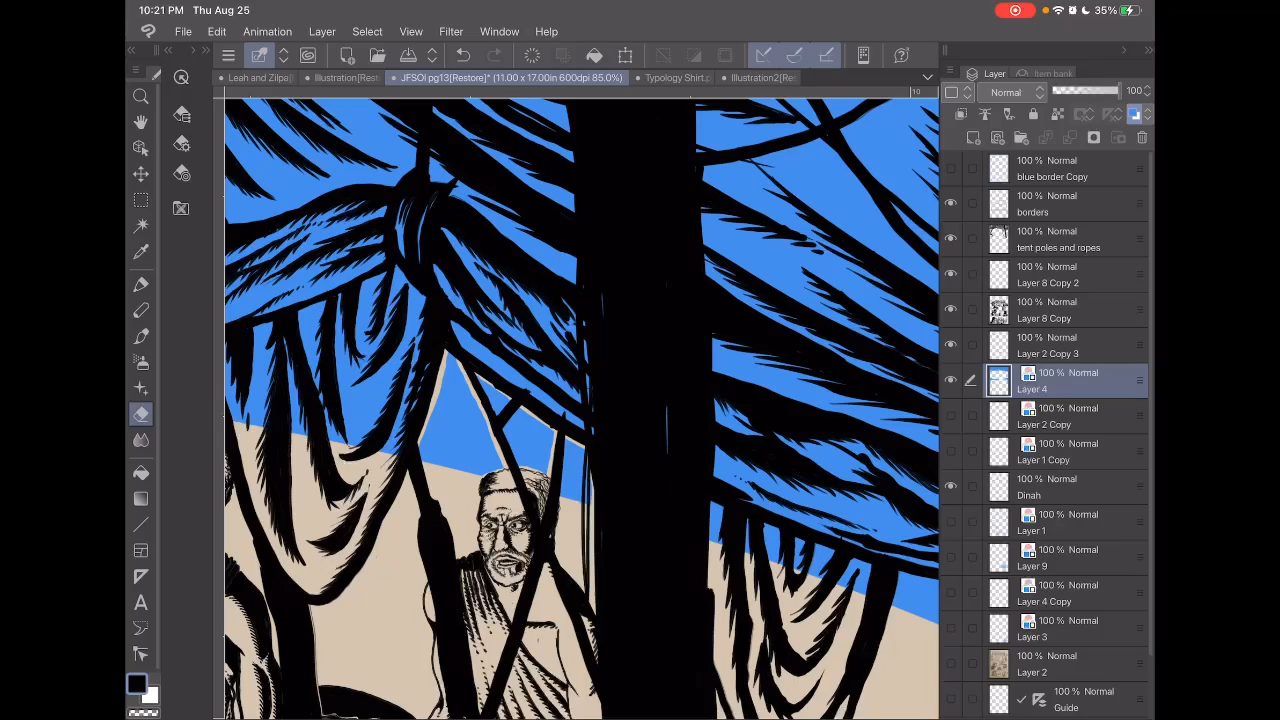 10:21 PM Thu Aug 25
35%
File Edit Animation Layer Select View Filter Window Help
Leah and Zilpa[ Illustration[Rest JFSOI pg13[Restore]* (11.00 x 17.00in 600dpi 85.0%) Typology Shirt. Illustration2[Res
10
Layer Item bank
Normal 100
100 % Normal
blue border Copy
100 % Normal
borders
100 % Normal
tent poles and ropes
100 % Normal
Layer 8 Copy 2
100 % Normal
Layer 8 Copy
100 % Normal
Layer 2 Copy 3
100 % Normal
Layer 4
100 % Normal
Layer 2 Copy
100 % Normal
Layer 1 Copy
100 % Normal
Dinah
100 % Normal
Layer 1
100 % Normal
Layer 9
100 % Normal
Layer 4 Copy
100 % Normal
Layer 3
100 % Normal
Layer 2
100 % Normal
Guide